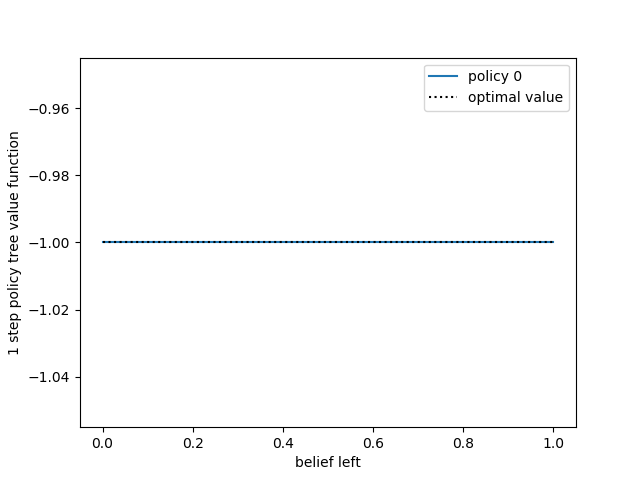 policy 0
optimal value
−0.96
−0.98
−1.00
−1.02
−1.04
1 step policy tree value function
0.0 0.2 0.4 0.6 0.8 1.0
belief left